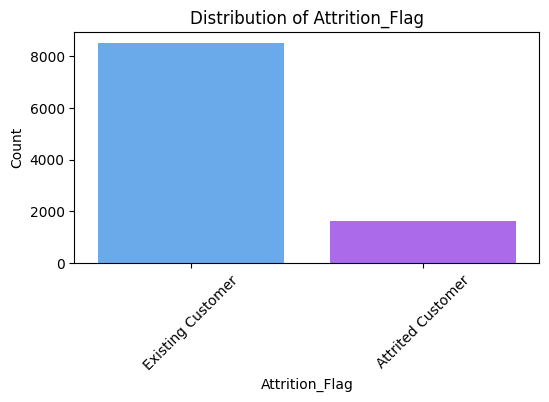 Distribution of Attrition_Flag
8000
6000
4000
2000
0
Count
Existing Customer
Attrited Customer
Attrition_Flag